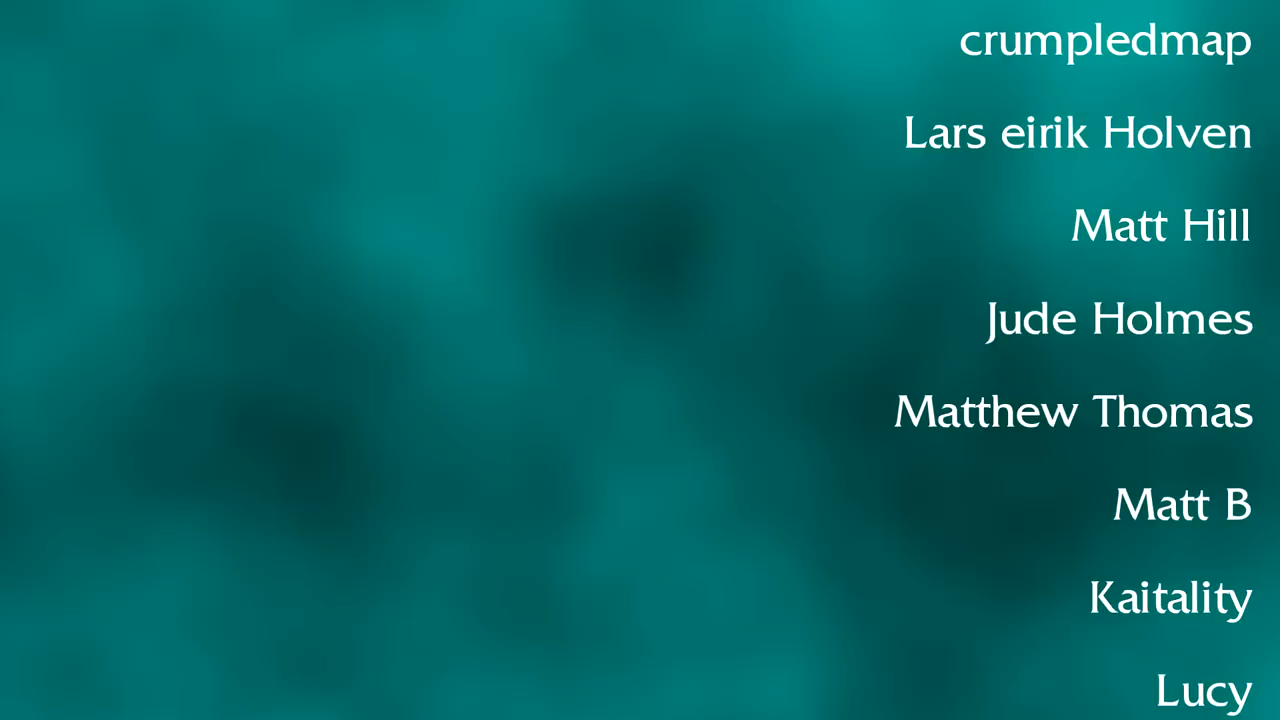 crumpledmap
Lars eirik Holven
Matt Hill
Jude Holmes
Matthew Thomas
Matt B
Kaitality
Lucy